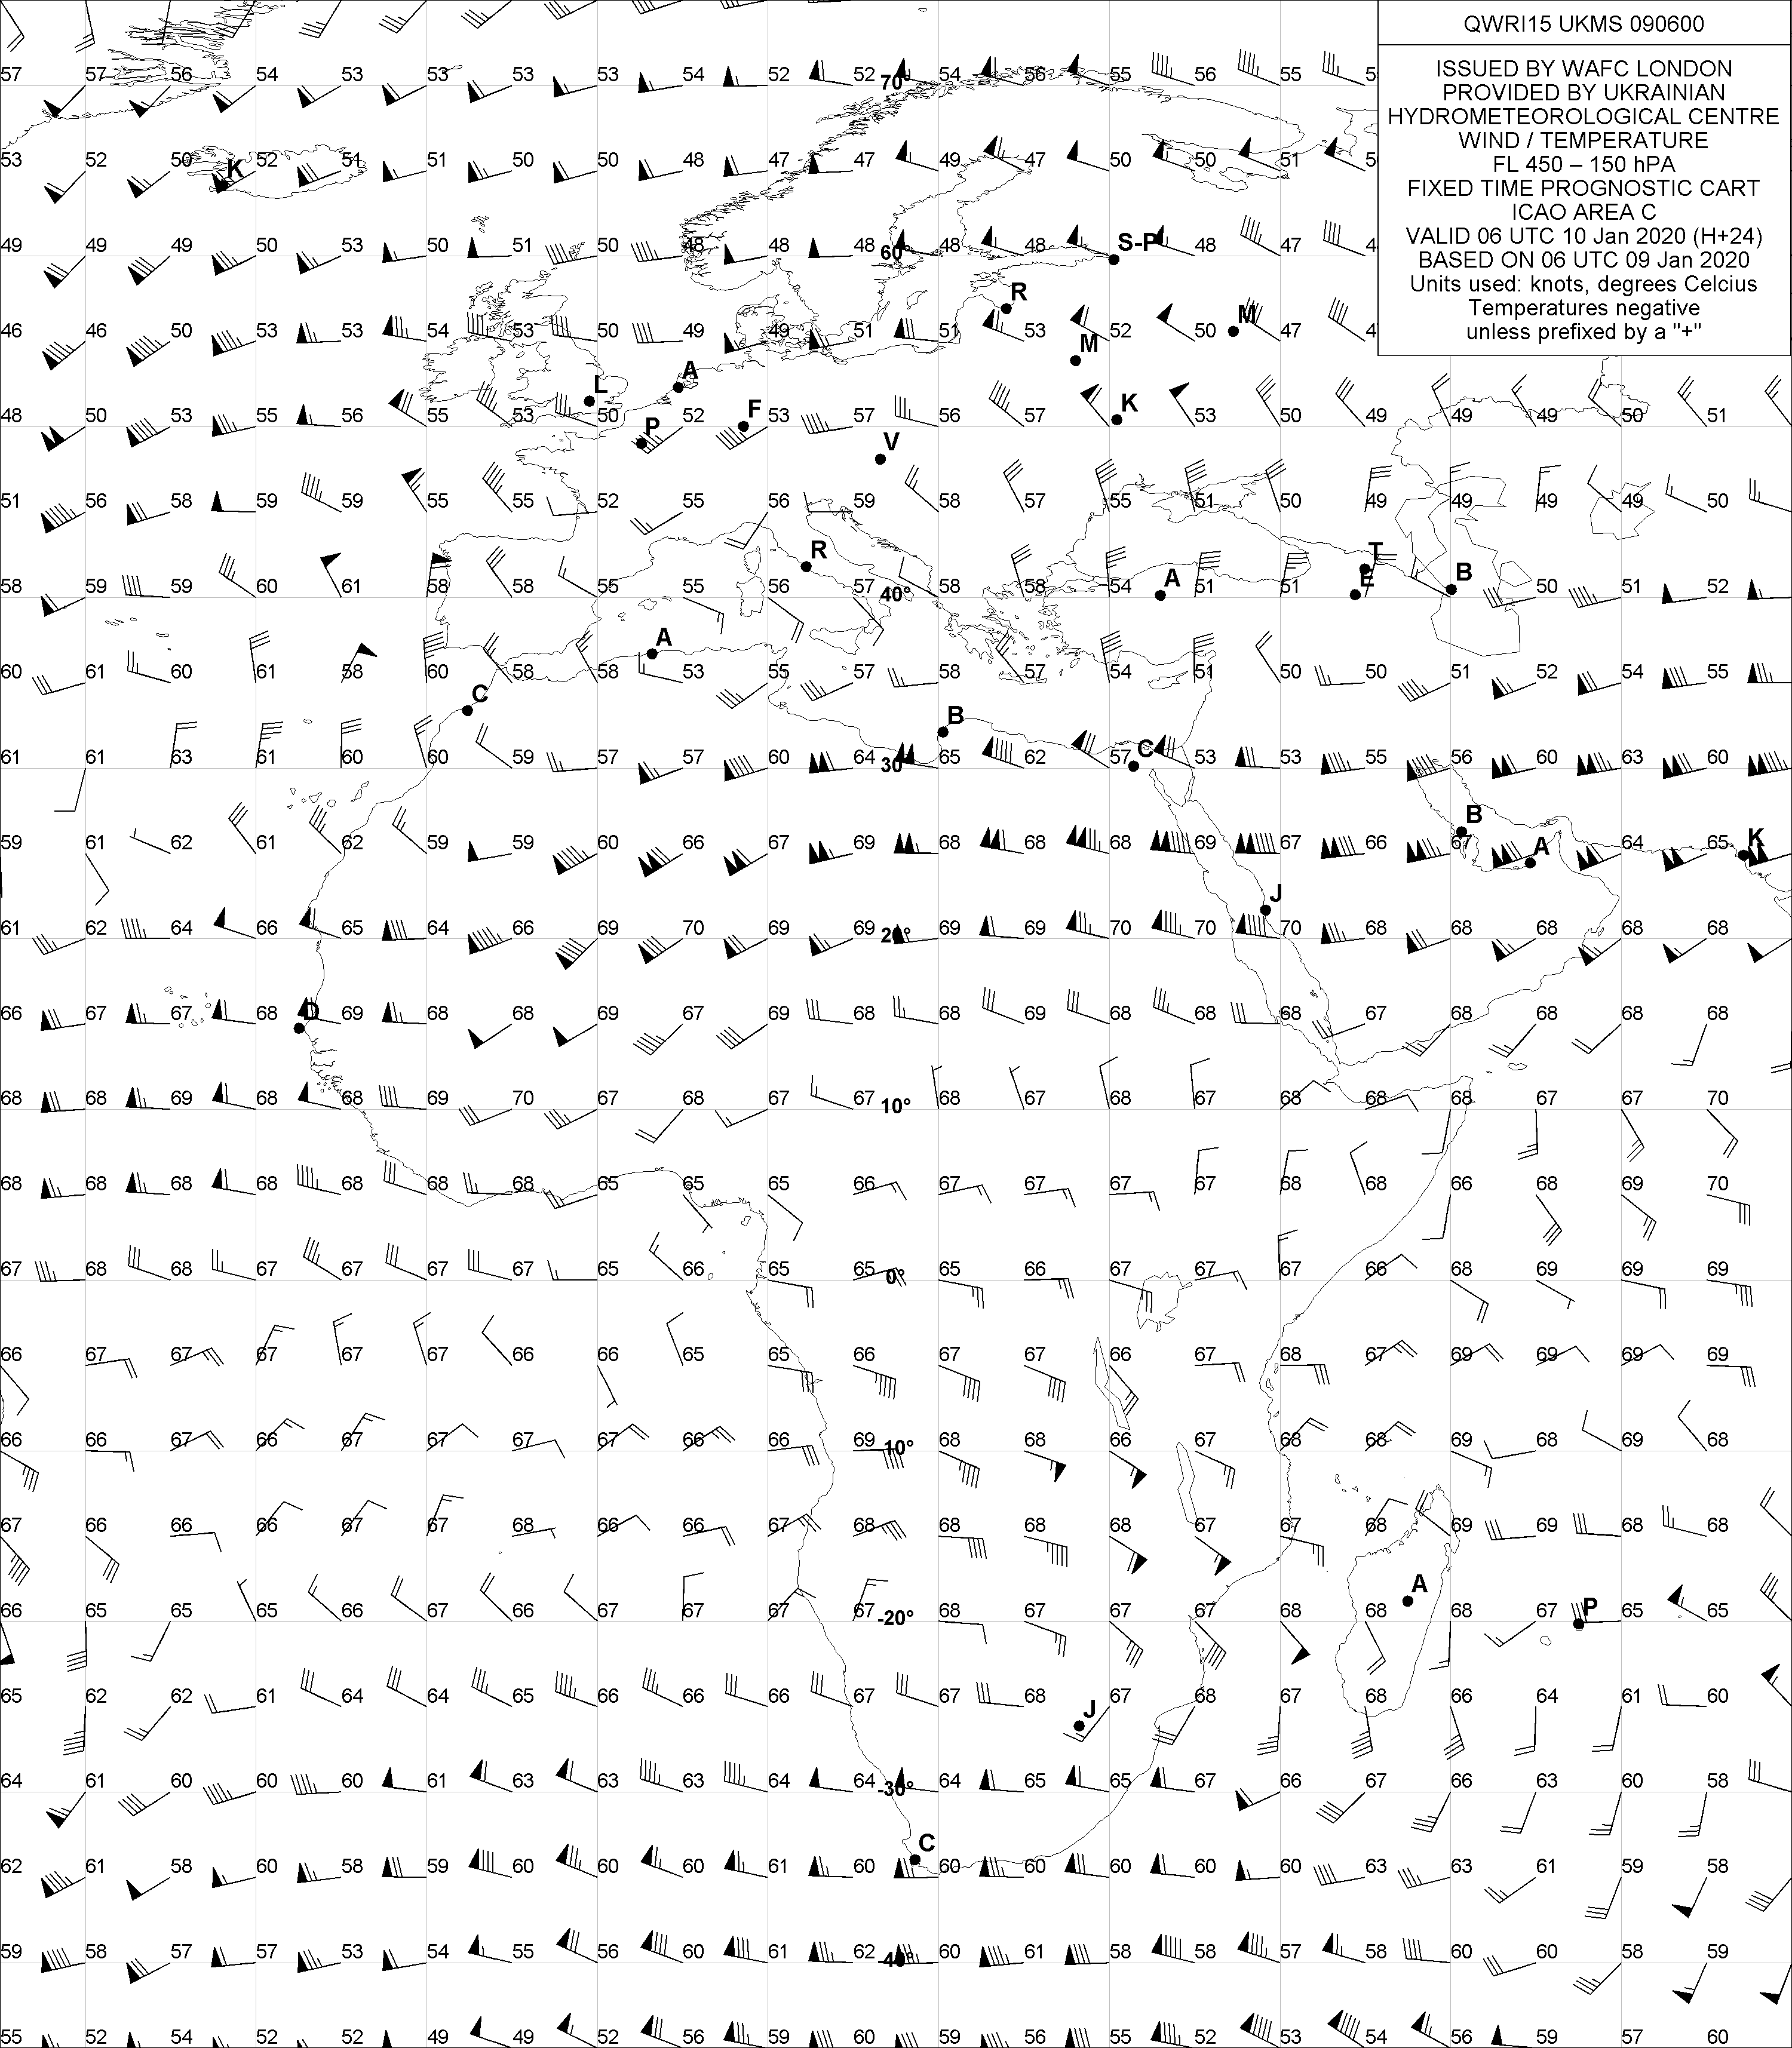 QWRI15 UKMS 090600
ISSUED BY WAFC LONDON
PROVIDED BY UKRAINIAN
HYDROMETEOROLOGICAL CENTRE
WIND / TEMPERATURE
FL 450 – 150 hPA
FIXED TIME PROGNOSTIC CART
ICAO AREA C
VALID 06 UTC 10 Jan 2020 (H+24)
BASED ON 06 UTC 09 Jan 2020
Units used: knots, degrees Celcius
Temperatures negative
unless prefixed by a "+"
57 57 56 54 53 53 53 53 54 52 52 70° 54 56 55 56 55 5
53 52 50 52 51 51 50 50 48 47 47 49 47 50 50 51 5
K
49 49 49 50 53 50 51 50 48 48 48 60° 48 48 S-P 48 47 4
R
M
46 46 50 53 53 54 53 50 49 49 51 51 53 52 50 47 4
M
A
L
K
F
48 50 53 55 56 55 53 50 52 53 57 56 57 53 50 49 49 49 50 51
P
V
51 56 58 59 59 55 55 52 55 56 59 58 57 55 51 50 49 49 49 49 50
R T
B
58 59 59 60 61 58 58 55 55 57 40° 58 58 54 A 51 51 E 50 51 52
A
60 61 60 61 58 60 58 58 53 55 57 58 57 54 51 50 50 51 52 54 55
C
B
61 61 63 61 60 60 59 57 57 60 64 30° 65 62 57 C 53 53 55 56 60 63 60
B
59 61 62 61 62 59 59 60 66 67 69 68 68 68 69 67 66 67 A 64 65 K
J
61 62 64 66 65 64 66 69 70 69 69 20° 69 69 70 70 70 68 68 68 68 68
66 67 67 68 D 69 68 68 69 67 69 68 68 69 68 68 68 67 68 68 68 68
68 68 69 68 68 69 70 67 68 67 67 10° 68 67 68 67 68 68 68 67 67 70
68 68 68 68 68 68 68 65 65 65 66 67 67 67 67 68 68 66 68 69 70
67 68 68 67 67 67 67 65 66 65 65 0° 65 66 67 67 67 66 68 69 69 69
66 67 67 67 67 67 66 66 65 65 66 67 67 66 67 68 67 69 69 69 69
66 66 67 66 67 67 67 67 66 66 69 10° 68 68 66 67 68 68 69 68 69 68
67 66 66 66 67 67 68 66 66 67 68 68 68 68 67 67 68 69 69 68 68
A
66 65 65 65 66 67 66 67 67 67 67 -20° 68 67 67 67 68 68 68 67 P 65 65
65 62 62 61 64 64 65 66 66 66 67 67 68 J 67 68 67 68 66 64 61 60
64 61 60 60 60 61 63 63 63 64 64 -30° 64 65 65 67 66 67 66 63 60 58
C
62 61 58 60 58 59 60 60 60 61 60 60 60 60 60 60 63 63 61 59 58
59 58 57 57 53 54 55 56 60 61 62 -40° 60 61 58 58 57 58 60 60 58 59
55 52 54 52 52 49 49 52 56 59 60 59 56 55 52 53 54 56 59 57 60